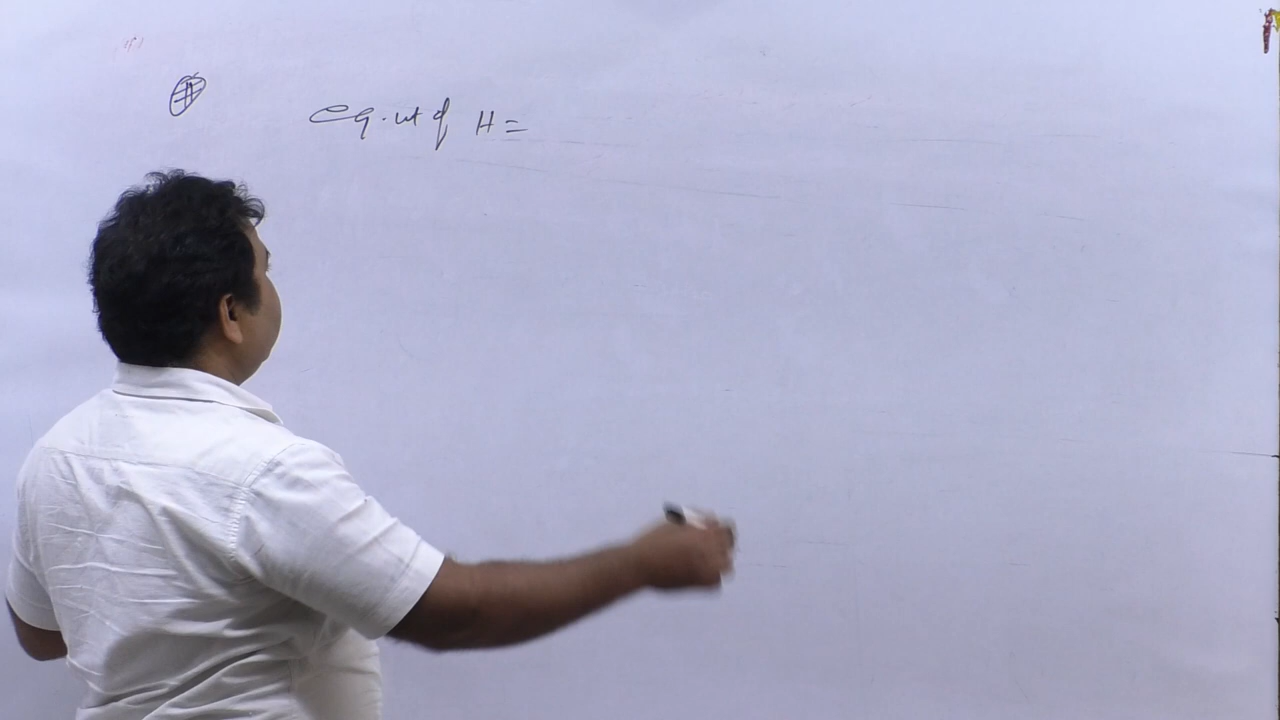 eq. wt of H =